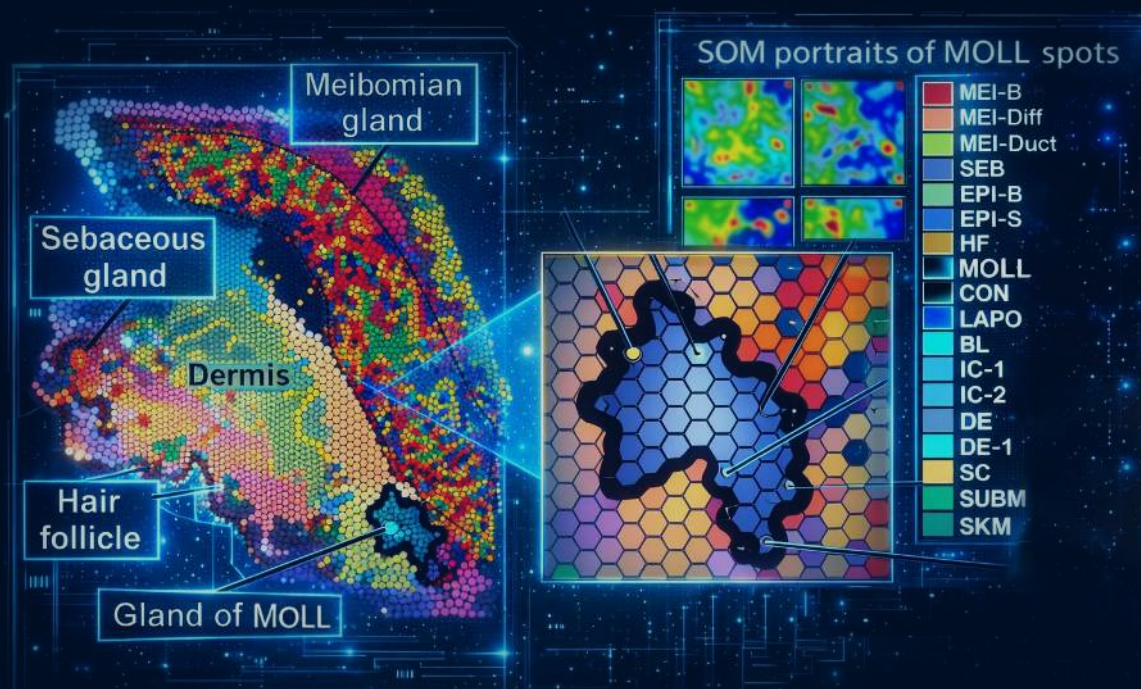 SOM portraits of MOLL spots
Meibomian
gland
Sebaceous
gland
Dermis
Hair
follicle
Gland of MOLL
MEI-B
MEI-Diff
MEI-Duct
SEB
EPI-B
EPI-S
HF
MOLL
CON
LAPO
BL
IC-1
IC-2
DE
DE-1
SC
SUBM
SKM